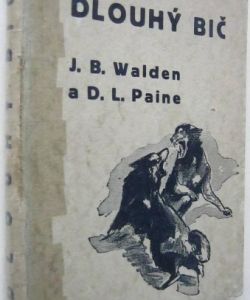 DLOUHÝ BIČ
J. B. Walden
a D. L. Paine